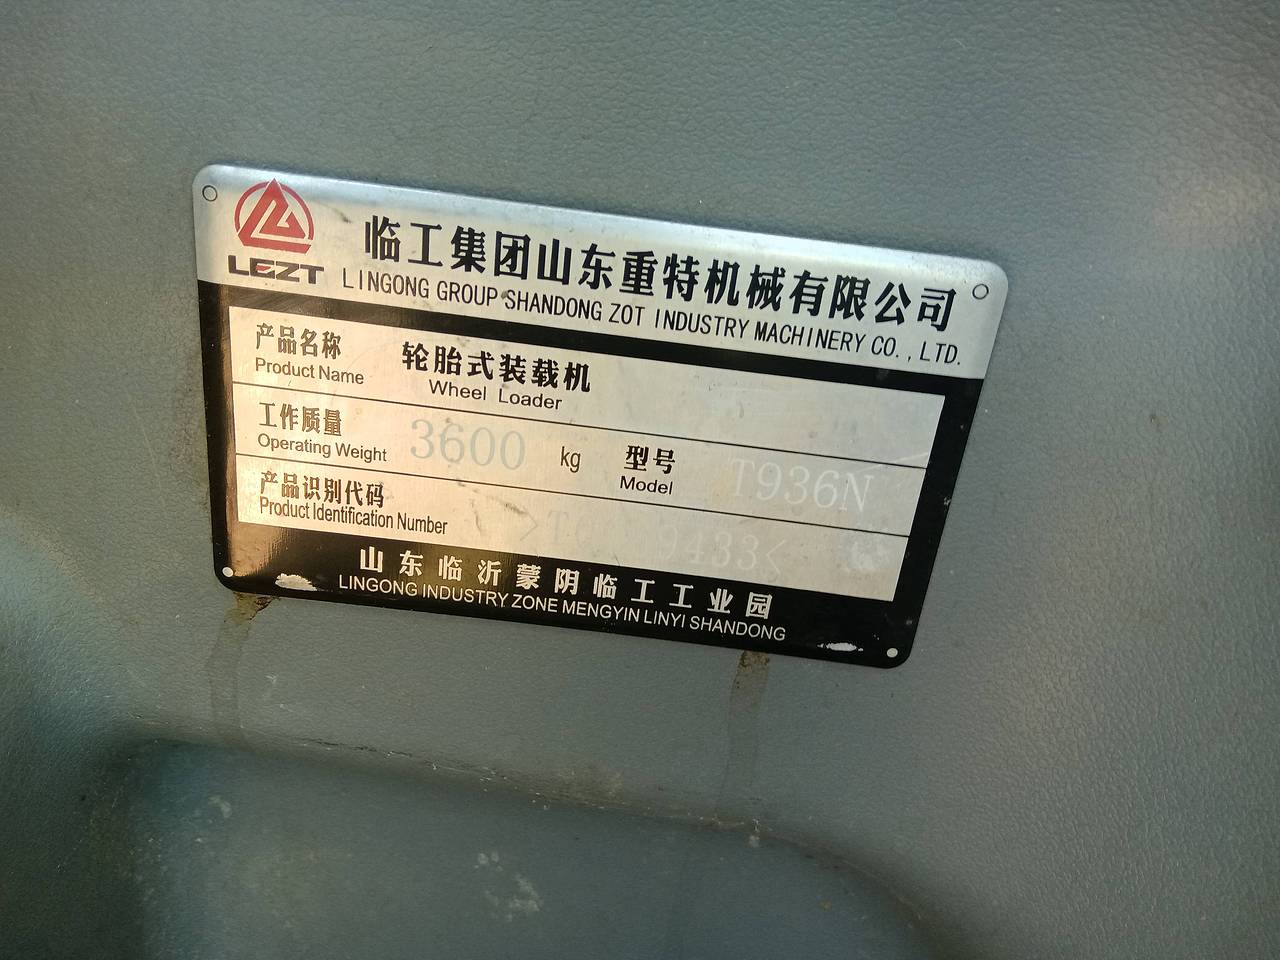 LGZT
临工集团山东重特机械有限公司
LINGONG GROUP SHANDONG ZOT INDUSTRY MACHINERY CO.,LTD.
产品名称 轮胎式装载机
Product Name Wheel Loader
工作质量 3600 kg 型号 T936N
Operating Weight Model
产品识别代码
Product Identification Number
山东临沂蒙阴临工工业园
LINGONG INDUSTRY ZONE MENGYIN LINYI SHANDONG